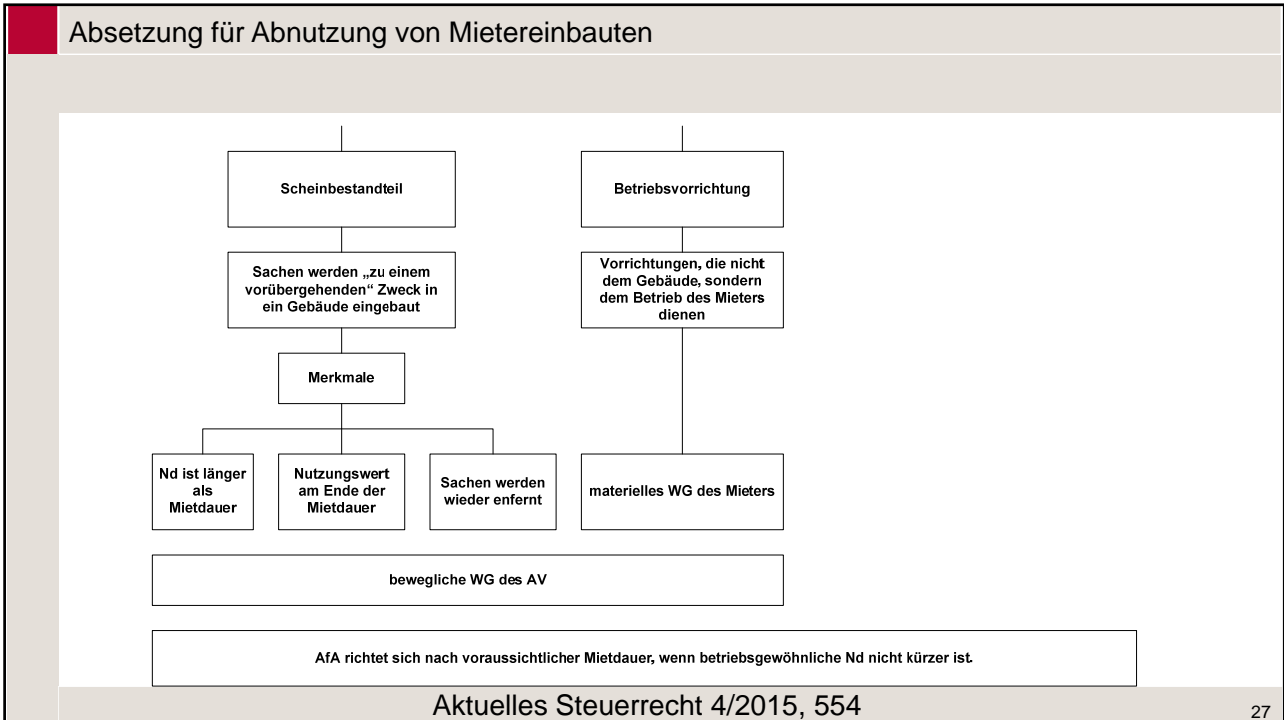 Absetzung für Abnutzung von Mietereinbauten
Scheinbestandteil
Betriebsvorrichtung
Sachen werden „zu einem
vorübergehenden“ Zweck in
ein Gebäude eingebaut
Vorrichtungen, die nicht
dem Gebäude, sondern
dem Betrieb des Mieters
dienen
Merkmale
Nd ist länger
als
Mietdauer
Nutzungswert
am Ende der
Mietdauer
Sachen werden
wieder enfernt
materielles WG des Mieters
bewegliche WG des AV
AfA richtet sich nach voraussichtlicher Mietdauer, wenn betriebsgewöhnliche Nd nicht kürzer ist.
Aktuelles Steuerrecht 4/2015, 554
27